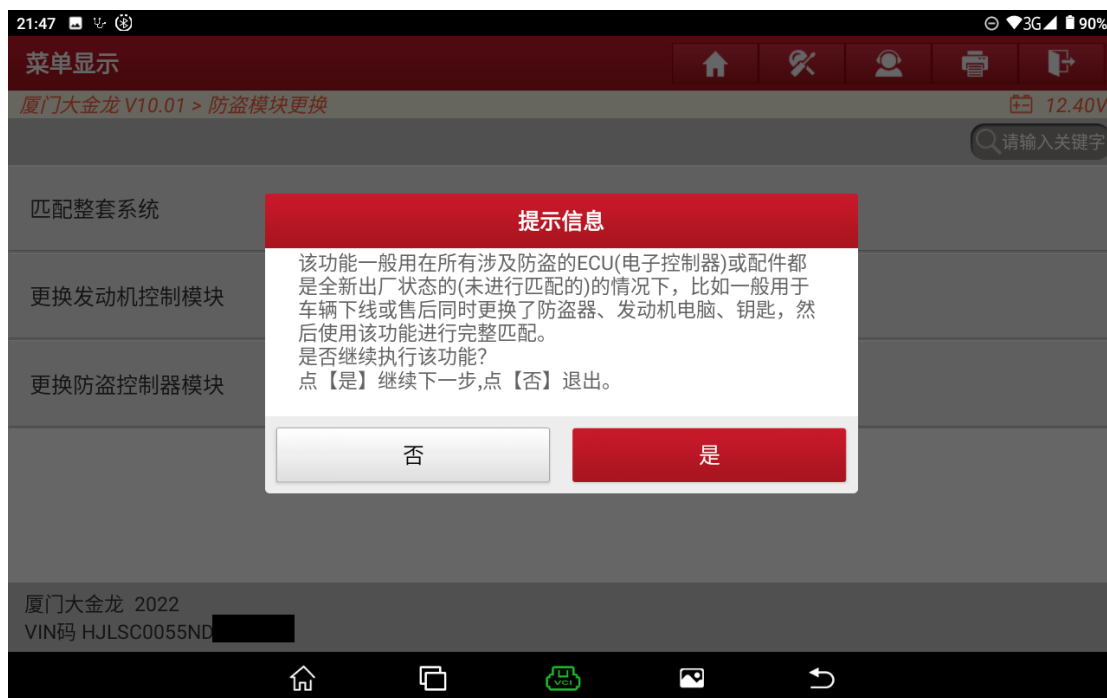 21:47
3G
90%
菜单显示
厦门大金龙 V10.01 > 防盗模块更换
12.40V
请输入关键字
匹配整套系统
更换发动机控制模块
更换防盗控制器模块
提示信息
该功能一般用在所有涉及防盗的ECU(电子控制器)或配件都
是全新出厂状态的(未进行匹配的)的情况下，比如一般用于
车辆下线或售后同时更换了防盗器、发动机电脑、钥匙，然
后使用该功能进行完整匹配。
是否继续执行该功能?
点【是】继续下一步,点【否】退出。
否
是
厦门大金龙 2022
VIN码 HJLSC0055ND
VCI